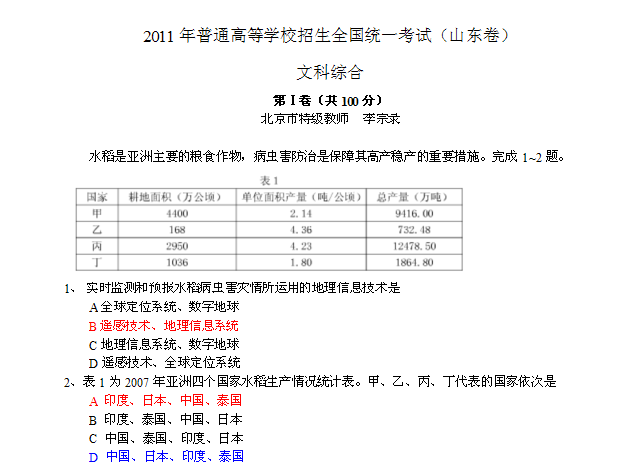 2011 年普通高等学校招生全国统一考试（山东卷）
文科综合
第Ⅰ卷（共 100 分）
北京市特级教师 李宗录
水稻是亚洲主要的粮食作物，病虫害防治是保障其高产稳产的重要措施。完成 1~2 题。
表 1
国家 耕地面积（万公顷） 单位面积产量（吨/公顷） 总产量（万吨）
甲 4400 2.14 9416.00
乙 168 4.36 732.48
丙 2950 4.23 12478.50
丁 1036 1.80 1864.80
1、 实时监测和预报水稻病虫害灾情所运用的地理信息技术是
A 全球定位系统、数字地球
B 遥感技术、地理信息系统
C 地理信息系统、数字地球
D 遥感技术、全球定位系统
2、表 1 为 2007 年亚洲四个国家水稻生产情况统计表。甲、乙、丙、丁代表的国家依次是
A 印度、日本、中国、泰国
B 印度、泰国、中国、日本
C 中国、泰国、印度、日本
D 中国、日本、印度、泰国